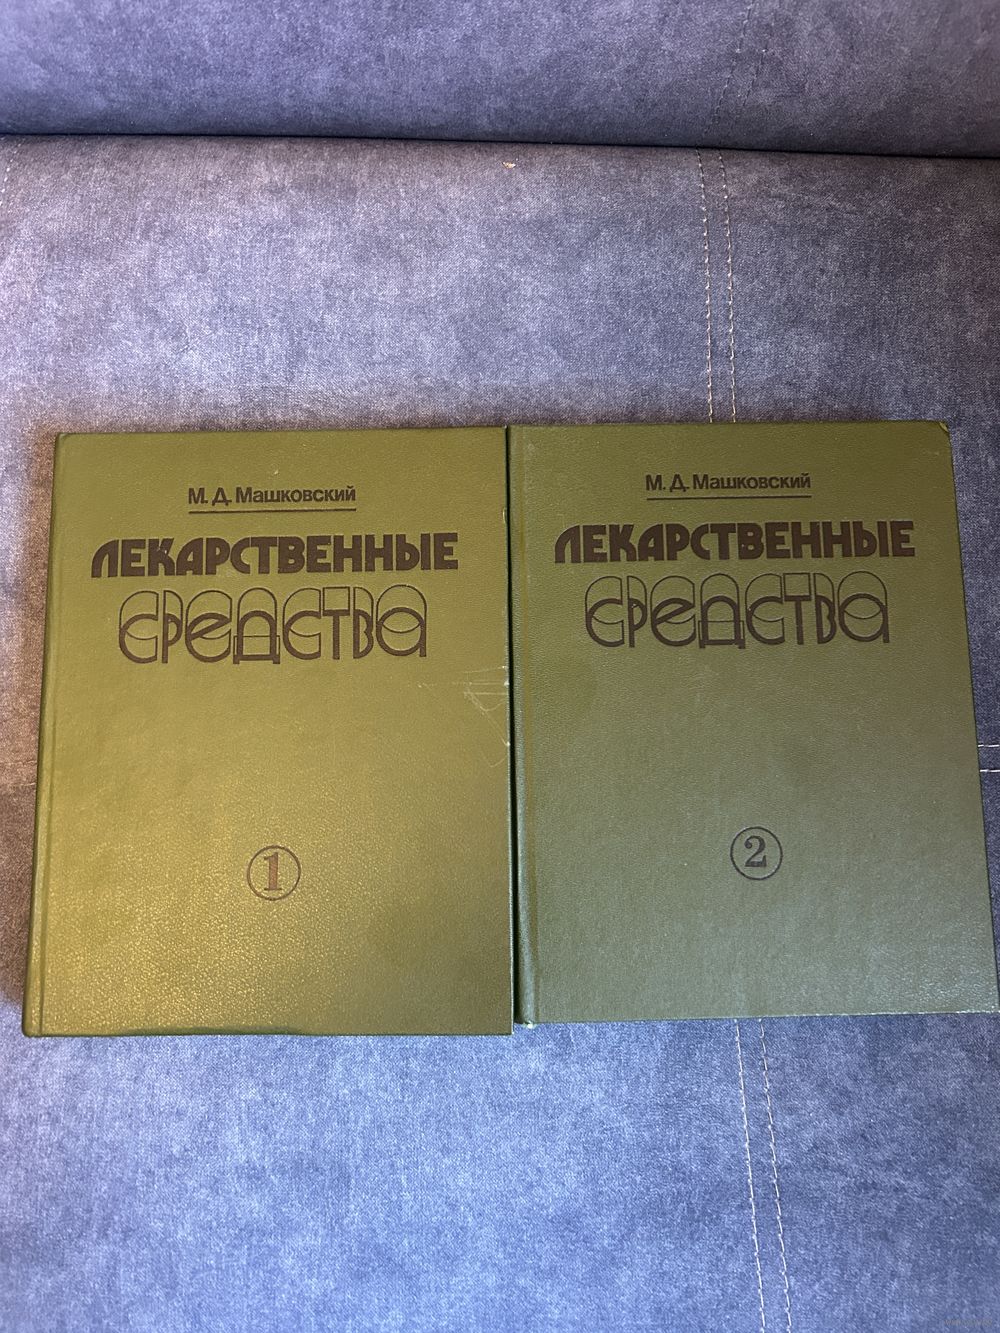 М. Д. Машковский
ЛЕКАРСТВЕННЫЕ
средства
1
М. Д. Машковский
ЛЕКАРСТВЕННЫЕ
средства
2